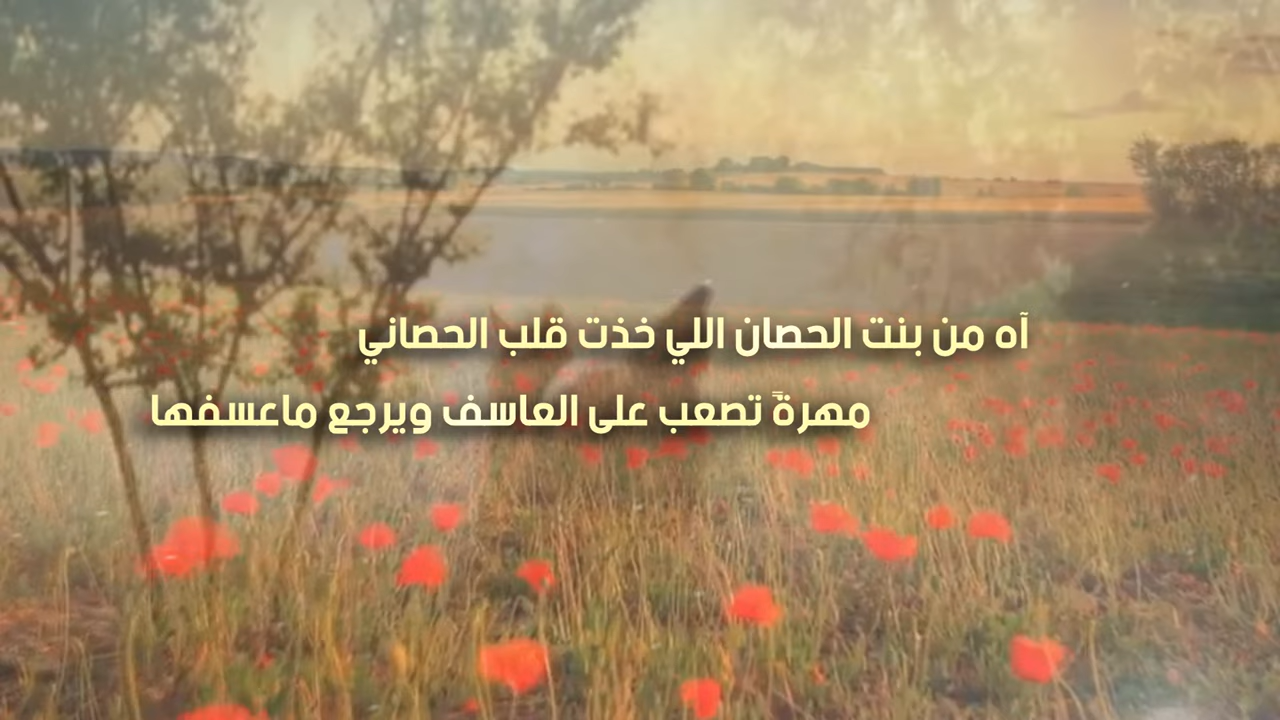 آه من بنت الحصان اللي خذت قلب الحصاني
مهرةً تصعب على العاسف ويرجع ماعسفها